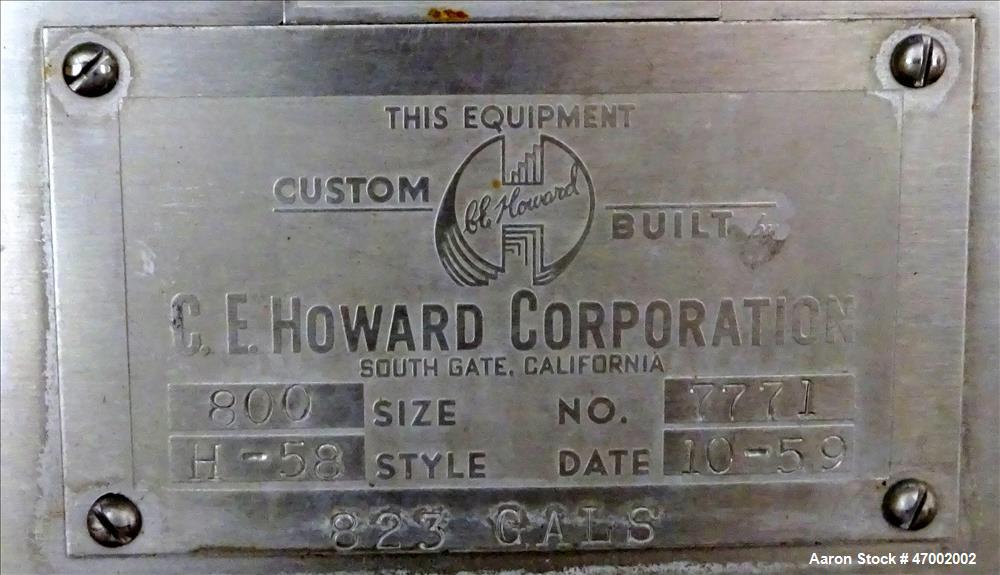 THIS EQUIPMENT
CUSTOM
C.E. Howard
BUILT by
C. E. HOWARD CORPORATION
SOUTH GATE, CALIFORNIA
800 SIZE NO. 7771
H-58 STYLE DATE 10-59
823 GALS
Aaron Stock # 47002002